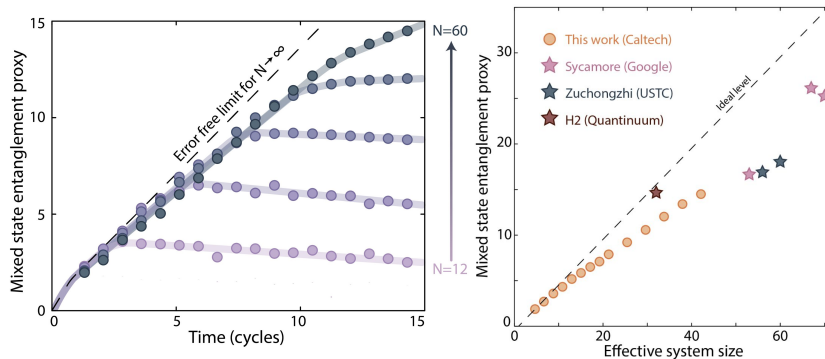 Mixed state entanglement proxy
15
10
5
0
0
5
10
15
Time (cycles)
Error free limit for N→∞
N=60
N=12
Mixed state entanglement proxy
30
20
10
0
0
20
40
60
Effective system size
This work (Caltech)
Sycamore (Google)
Zuchongzhi (USTC)
H2 (Quantinuum)
Ideal level